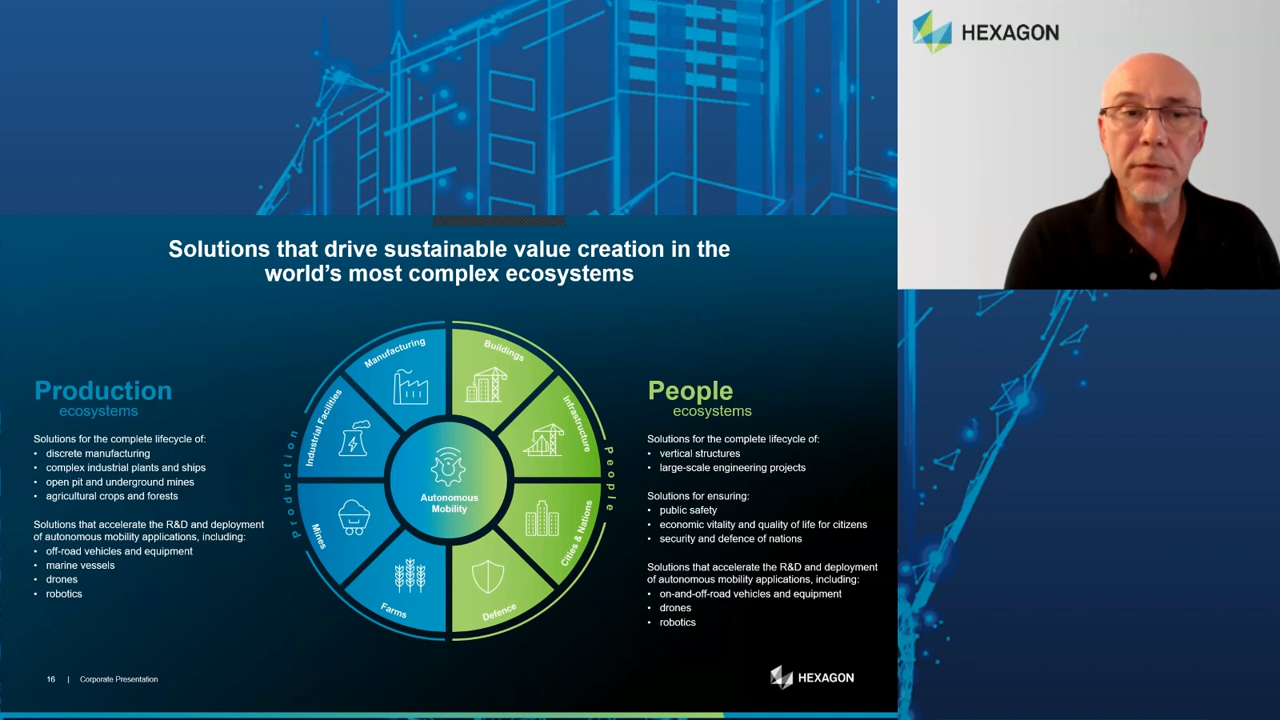 HEXAGON
Solutions that drive sustainable value creation in the
world's most complex ecosystems
Production
ecosystems
Solutions for the complete lifecycle of:
• discrete manufacturing
• complex industrial plants and ships
• open pit and underground mines
• agricultural crops and forests
Solutions that accelerate the R&D and deployment
of autonomous mobility applications, including:
• off-road vehicles and equipment
• marine vessels
• drones
• robotics
Production
Manufacturing
Industrial Facilities
Mines
Farms
Autonomous
Mobility
Buildings
Infrastructure
Cities & Nations
Defence
People
People
ecosystems
Solutions for the complete lifecycle of:
• vertical structures
• large-scale engineering projects
Solutions for ensuring:
• public safety
• economic vitality and quality of life for citizens
• security and defence of nations
Solutions that accelerate the R&D and deployment
of autonomous mobility applications, including:
• on-and-off-road vehicles and equipment
• drones
• robotics
16 | Corporate Presentation
HEXAGON